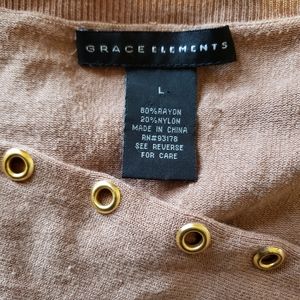 GRACE ELEMENTS
L
80%RAYON
20%NYLON
MADE IN CHINA
RN#93178
SEE REVERSE
FOR CARE